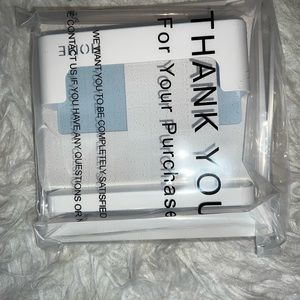 THANK YOU
For Your Purchase
WE WANT YOU TO BE COMPLETELY SATISFIED
CONTACT US IF YOU HAVE ANY QUESTIONS OR